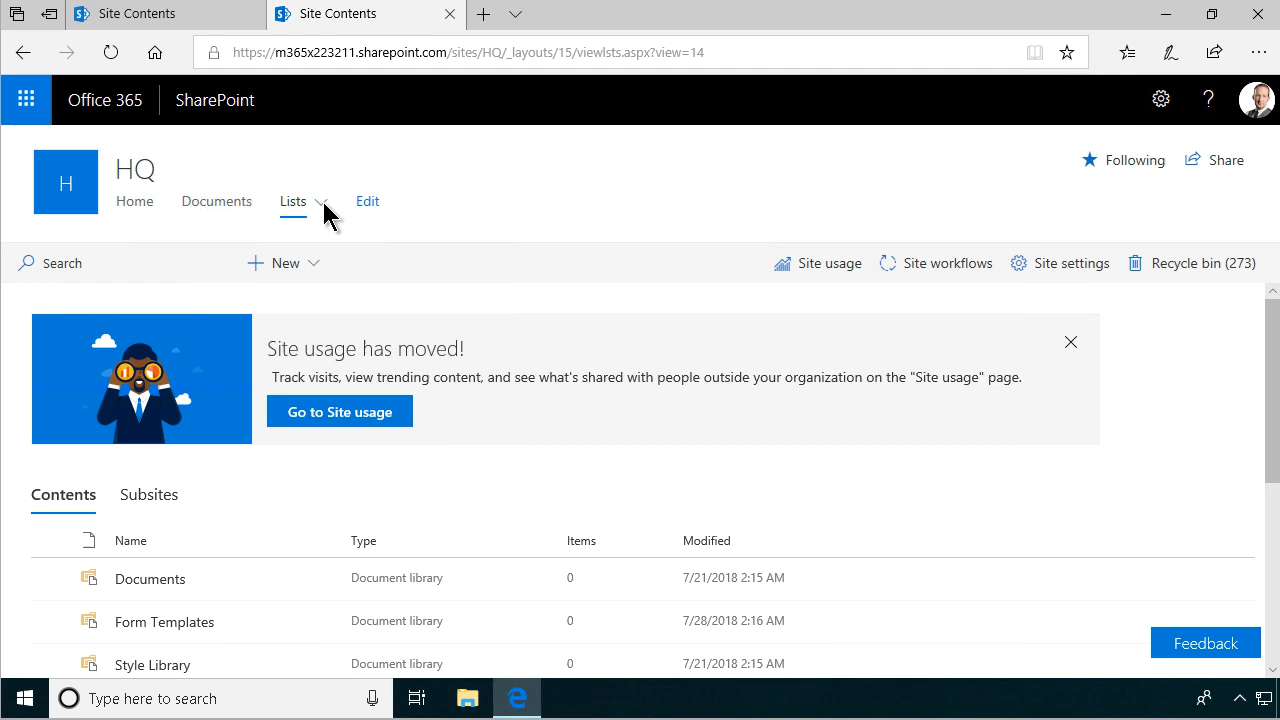 Site Contents
Site Contents
https://m365x223211.sharepoint.com/sites/HQ/_layouts/15/viewlsts.aspx?view=14
Office 365
SharePoint
?
H
HQ
Following
Share
Home
Documents
Lists
Edit
Search
New
Site usage
Site workflows
Site settings
Recycle bin (273)
Site usage has moved!
Track visits, view trending content, and see what's shared with people outside your organization on the "Site usage" page.
Go to Site usage
Contents
Subsites
Name
Type
Items
Modified
Documents
Document library
0
7/21/2018 2:15 AM
Form Templates
Document library
0
7/28/2018 2:16 AM
Style Library
Document library
0
7/21/2018 2:15 AM
Feedback
Type here to search